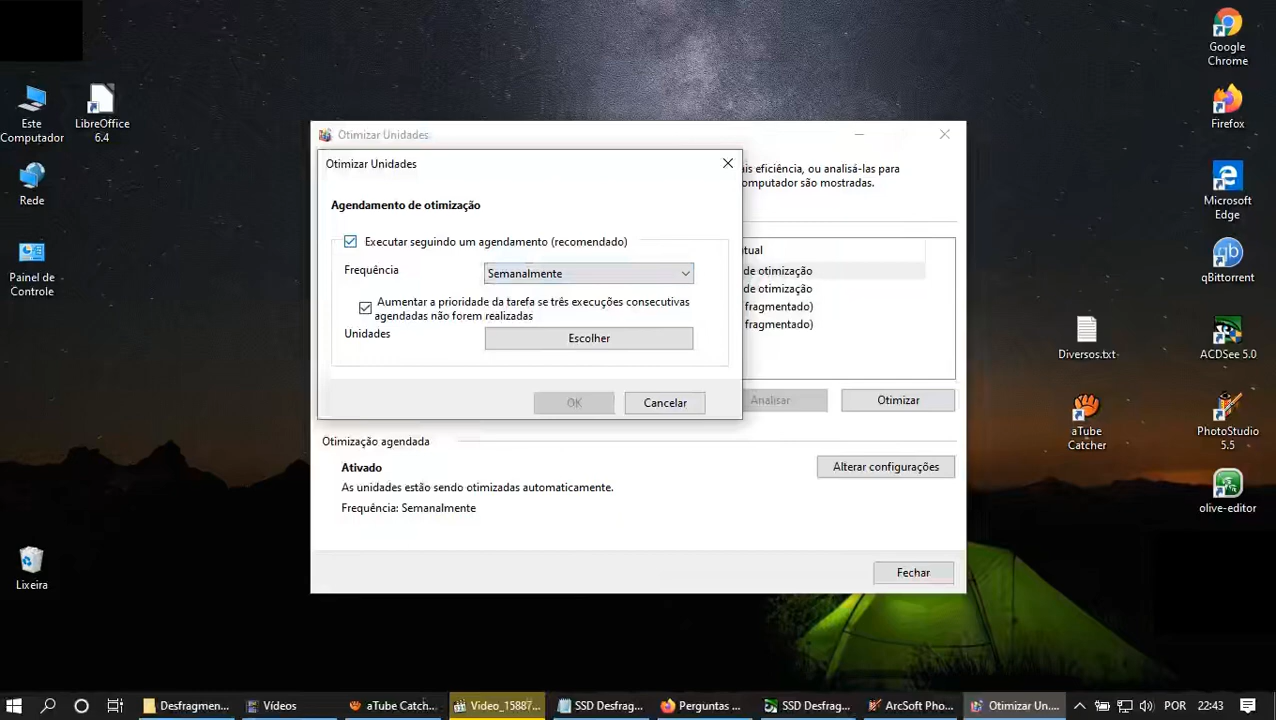 Este
Computador
LibreOffice
6.4
Rede
Painel de
Controle
Lixeira
Otimizar Unidades
Otimizar Unidades
ais eficiência, ou analisá-las para
omputador são mostradas.
Agendamento de otimização
Executar seguindo um agendamento (recomendado)
Frequência
Semanalmente
Aumentar a prioridade da tarefa se três execuções consecutivas
agendadas não forem realizadas
Unidades
Escolher
OK
Cancelar
tual
de otimização
de otimização
fragmentado)
fragmentado)
Analisar
Otimizar
Otimização agendada
Ativado
Alterar configurações
As unidades estão sendo otimizadas automaticamente.
Frequência: Semanalmente
Fechar
Google
Chrome
Firefox
Microsoft
Edge
qBittorrent
Diversos.txt
ACDSee 5.0
aTube
Catcher
PhotoStudio
5.5
olive-editor
Desfragmen...
Vídeos
aTube Catch...
Video_15887...
SSD Desfrag...
Perguntas ...
SSD Desfrag...
ArcSoft Pho...
Otimizar Un...
POR
22:43